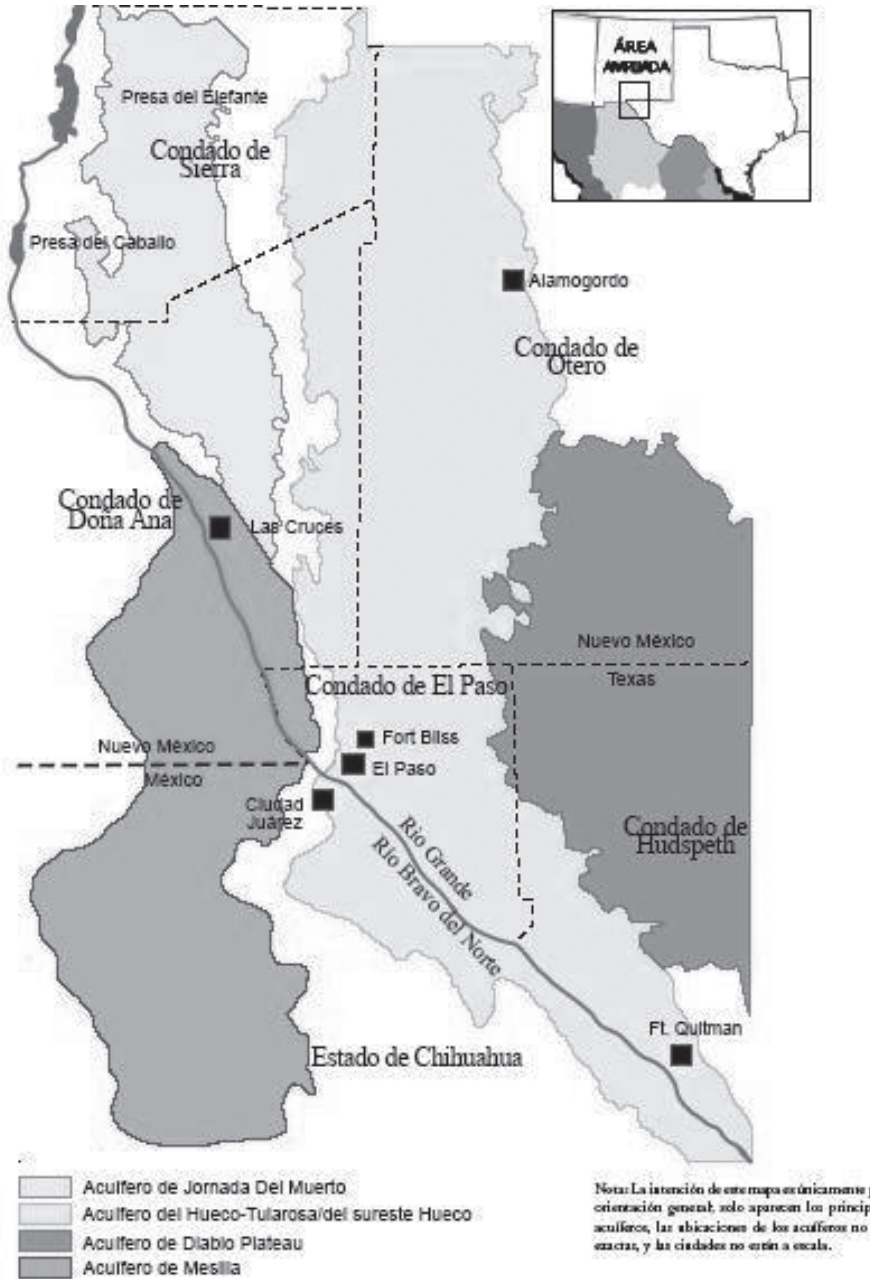 ÁREA
AMPLIADA
Presa del Elefante
Condado de
Sierra
Presa del Caballo
Alamogordo
Condado de
Otero
Condado de
Doña Ana
Las Cruces
Nuevo México
Texas
Condado de El Paso
Fort Bliss
Nuevo México
El Paso
México
Ciudad
Juárez
Río Grande
Río Bravo del Norte
Condado de
Hudspeth
Ft. Quitman
Estado de Chihuahua
Acuífero de Jornada Del Muerto
Acuífero del Hueco-Tularosa/del sureste Hueco
Acuífero de Diablo Plateau
Acuífero de Mesilla
Nota: La intención de este mapa es únicamente
orientación general, solo aparecen los
acuíferos, las ubicaciones de los acuíferos no
exactas, y las ciudades no están a escala.